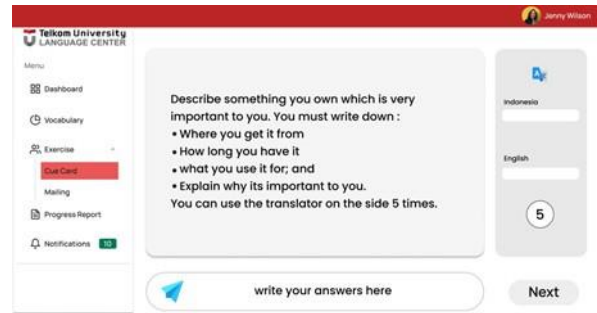 Jenny Wilson
Telkom University
LANGUAGE CENTER
Menu
Dashboard
Vocabulary
Exercise
Cue Card
Mailing
Progress Report
Notifications 10
Describe something you own which is very
important to you. You must write down :
• Where you get it from
• How long you have it
• what you use it for; and
• Explain why its important to you.
You can use the translator on the side 5 times.
Indonesia
English
5
write your answers here
Next